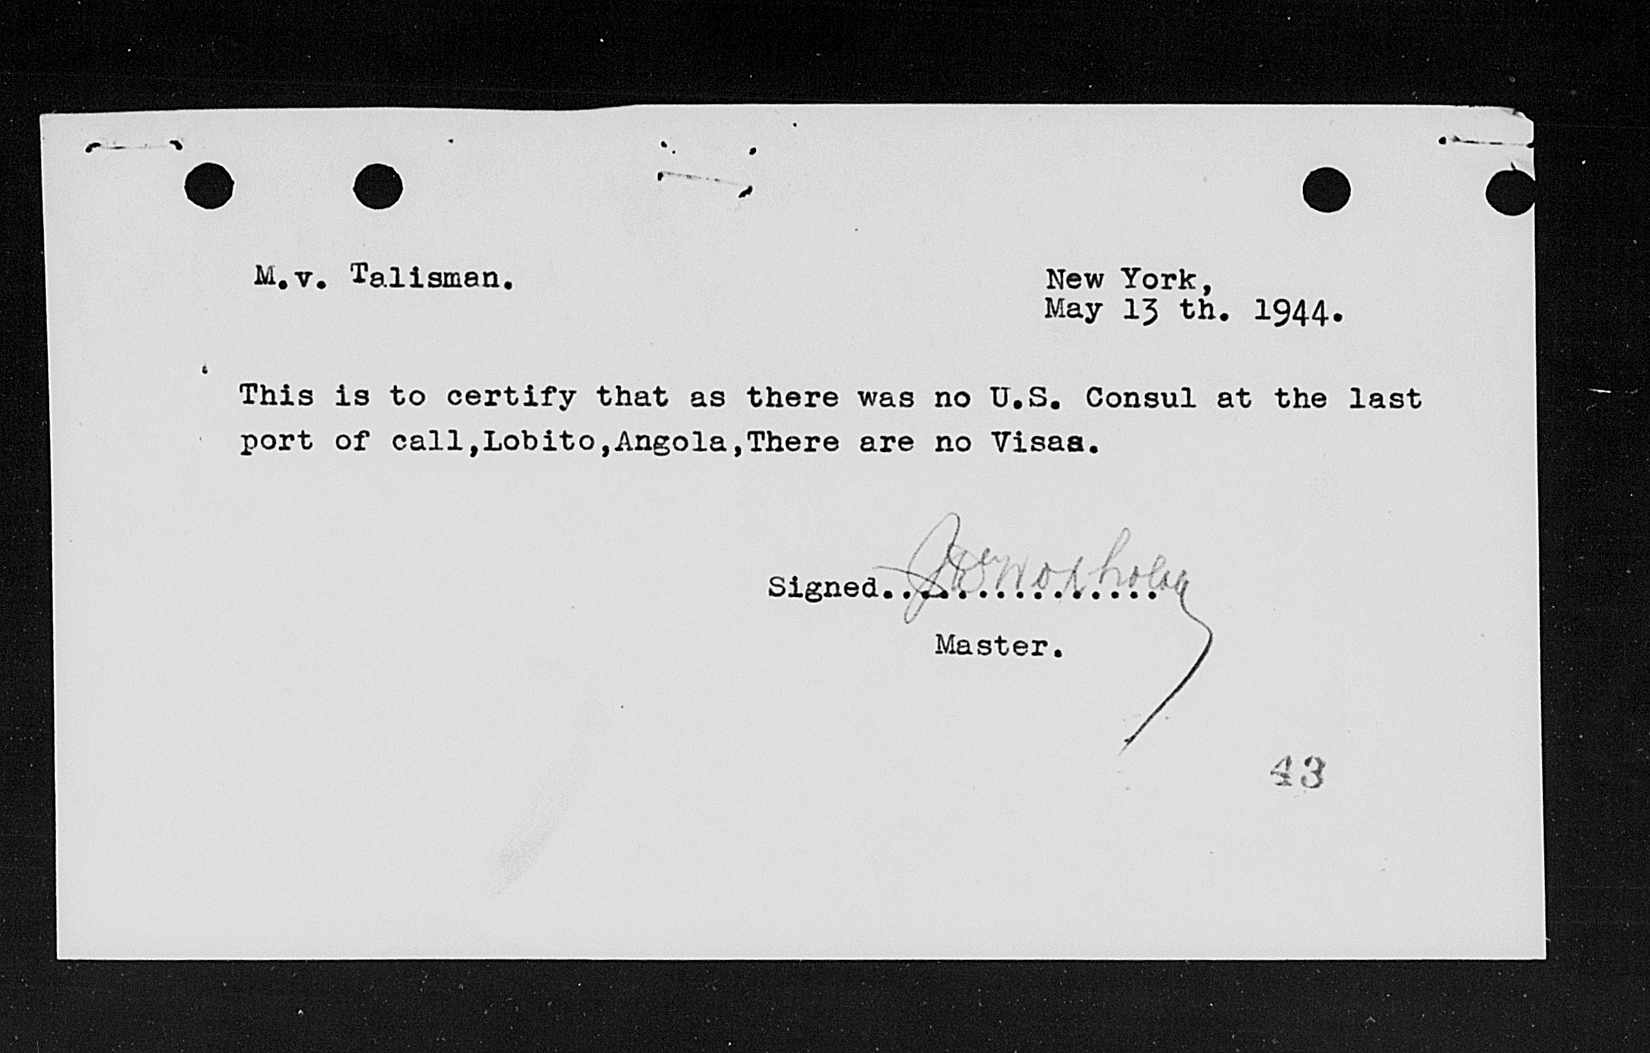 M.v. Talisman.
New York,
May 13 th. 1944.
This is to certify that as there was no U.S. Consul at the last
port of call,Lobito,Angola,There are no Visas.
Signed................
Master.
43